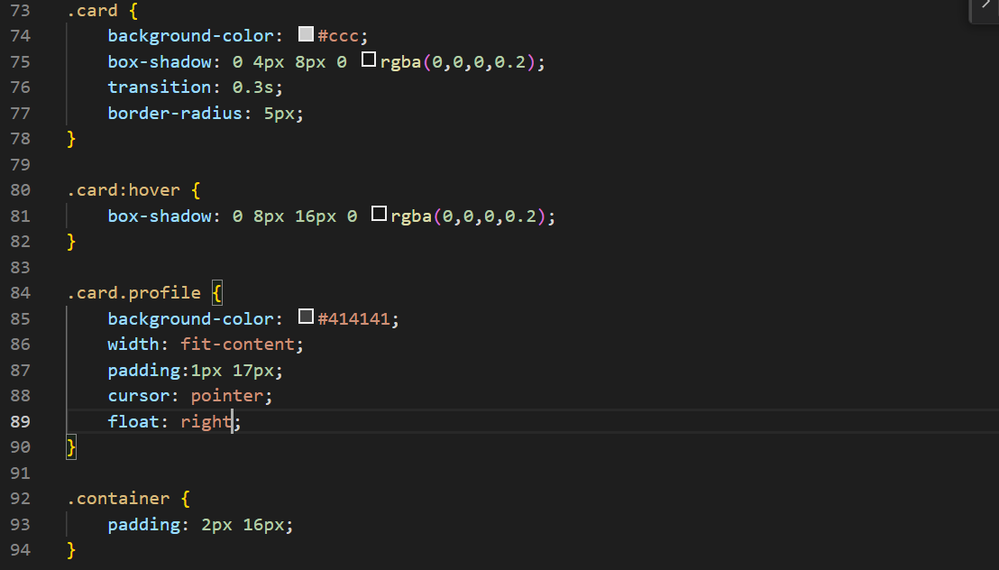 73 .card {
74     background-color: #ccc;
75     box-shadow: 0 4px 8px 0 rgba(0,0,0,0.2);
76     transition: 0.3s;
77     border-radius: 5px;
78 }
79
80 .card:hover {
81     box-shadow: 0 8px 16px 0 rgba(0,0,0,0.2);
82 }
83
84 .card.profile {
85     background-color: #414141;
86     width: fit-content;
87     padding:1px 17px;
88     cursor: pointer;
89     float: right;
90 }
91
92 .container {
93     padding: 2px 16px;
94 }